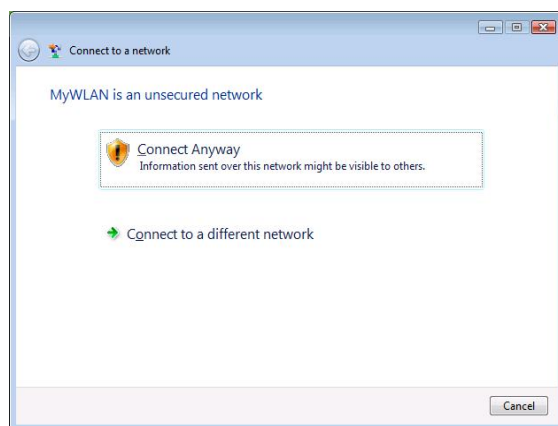 Connect to a network
MyWLAN is an unsecured network
Connect Anyway
Information sent over this network might be visible to others.
Connect to a different network
Cancel